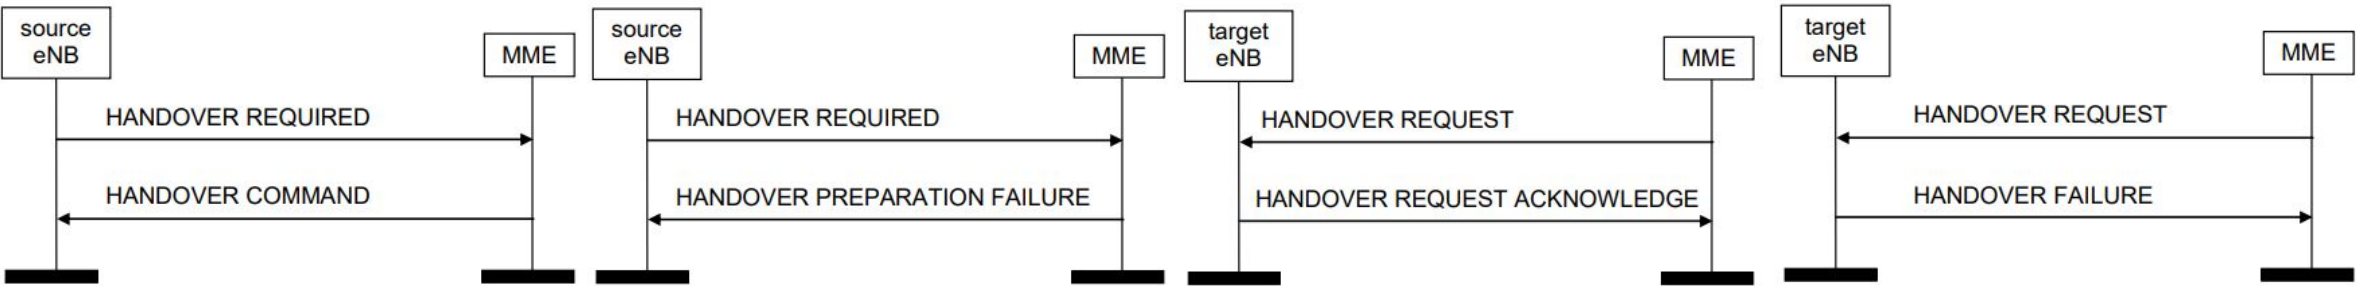 source
eNB
MME
HANDOVER REQUIRED
HANDOVER COMMAND
source
eNB
MME
HANDOVER REQUIRED
HANDOVER PREPARATION FAILURE
target
eNB
MME
HANDOVER REQUEST
HANDOVER REQUEST ACKNOWLEDGE
target
eNB
MME
HANDOVER REQUEST
HANDOVER FAILURE